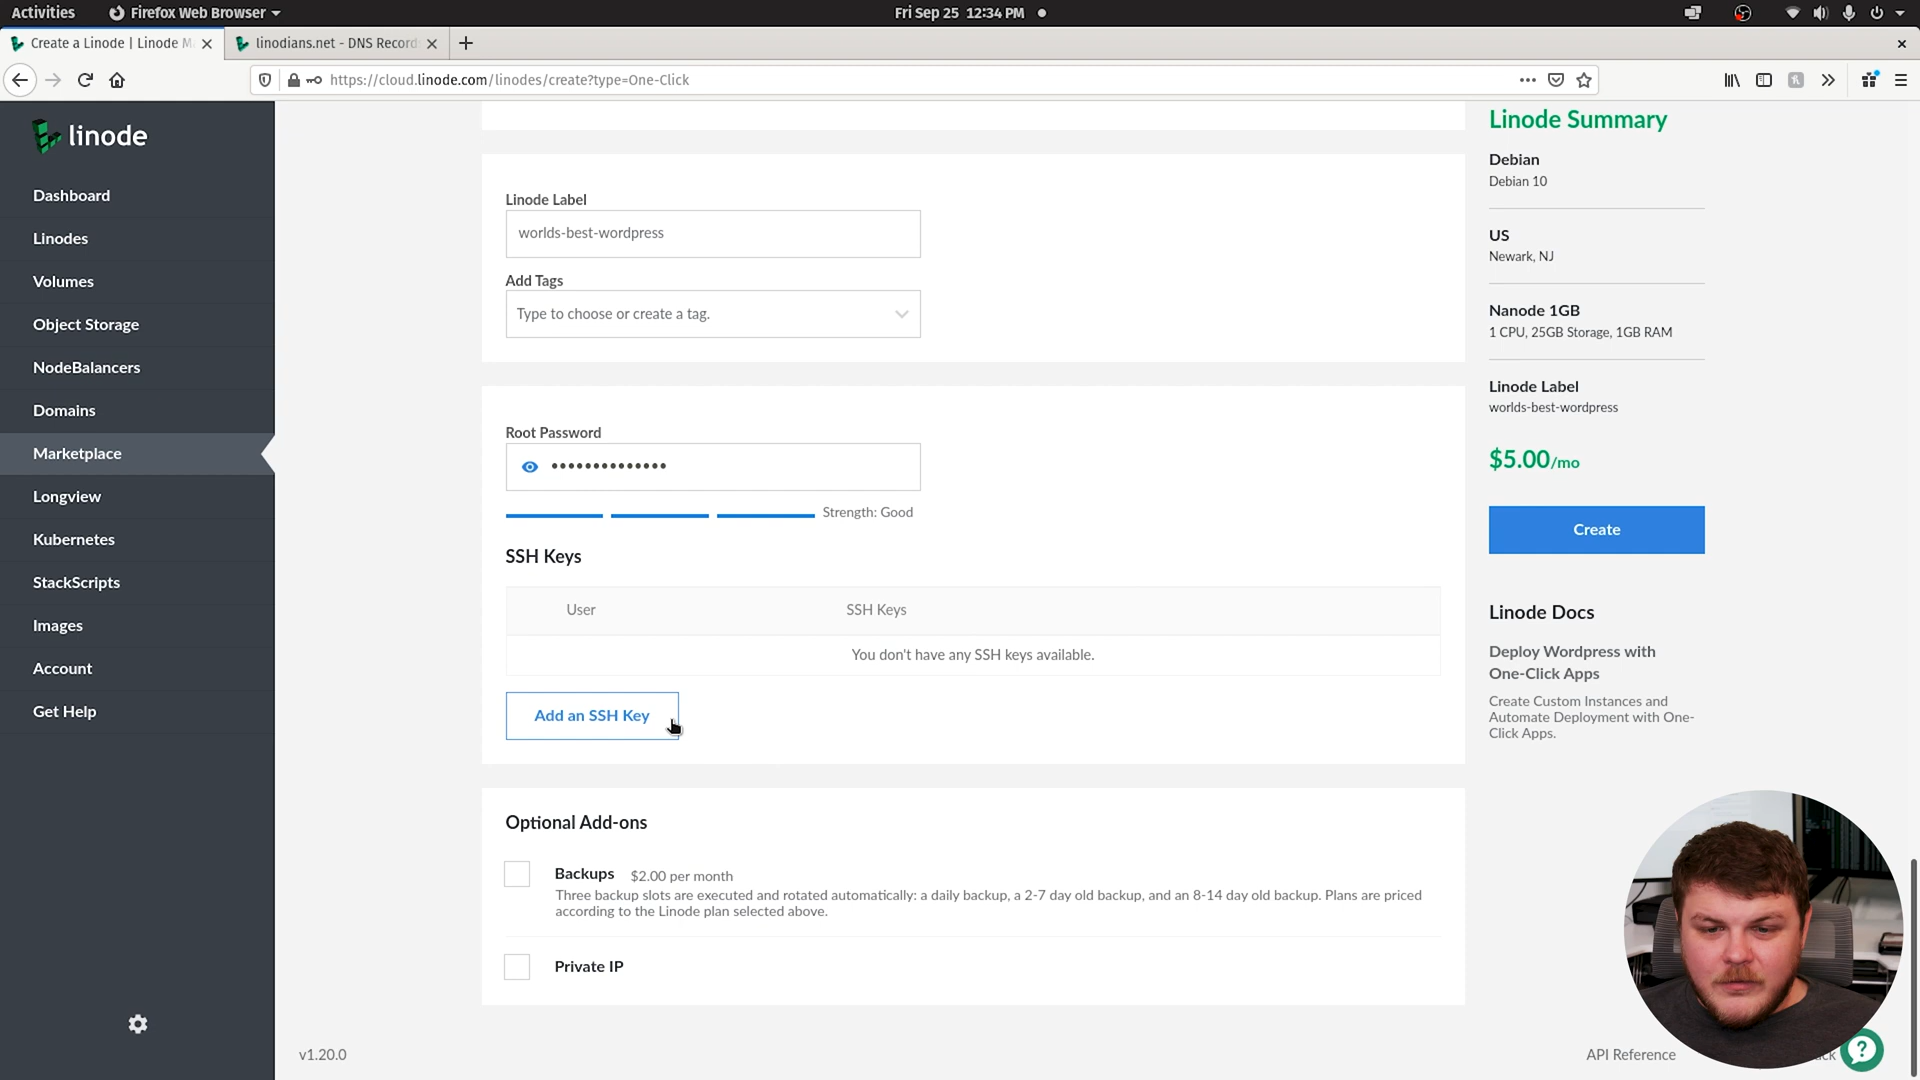 Activities
Firefox Web Browser
Fri Sep 25 12:34 PM
Create a Linode | Linode M
linodians.net - DNS Record
https://cloud.linode.com/linodes/create?type=One-Click
linode
Dashboard
Linodes
Volumes
Object Storage
NodeBalancers
Domains
Marketplace
Longview
Kubernetes
StackScripts
Images
Account
Get Help
v1.20.0
Linode Label
worlds-best-wordpress
Add Tags
Type to choose or create a tag.
Root Password
••••••••••••••
Strength: Good
SSH Keys
User SSH Keys
You don't have any SSH keys available.
Add an SSH Key
Optional Add-ons
Backups $2.00 per month
Three backup slots are executed and rotated automatically: a daily backup, a 2-7 day old backup, and an 8-14 day old backup. Plans are priced
according to the Linode plan selected above.
Private IP
Linode Summary
Debian
Debian 10
US
Newark, NJ
Nanode 1GB
1 CPU, 25GB Storage, 1GB RAM
Linode Label
worlds-best-wordpress
$5.00/mo
Create
Linode Docs
Deploy Wordpress with
One-Click Apps
Create Custom Instances and
Automate Deployment with One-
Click Apps.
API Reference